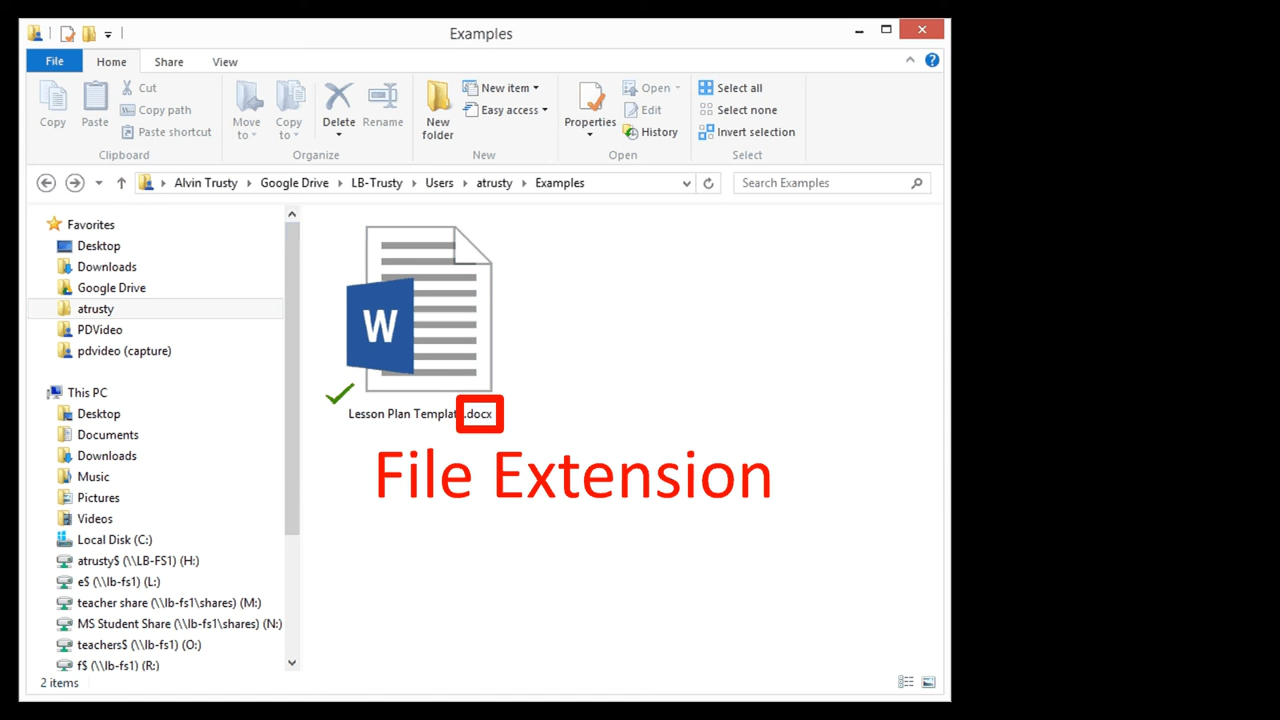 Examples
File Home Share View
Copy
Paste
Cut
Copy path
Paste shortcut
Clipboard
Move to
Copy to
Delete
Rename
Organize
New folder
New item
Easy access
New
Properties
Open
Edit
History
Open
Select all
Select none
Invert selection
Select
Alvin Trusty Google Drive LB-Trusty Users atrusty Examples
Search Examples
Favorites
Desktop
Downloads
Google Drive
atrusty
PDVideo
pdvideo (capture)
This PC
Desktop
Documents
Downloads
Music
Pictures
Videos
Local Disk (C:)
atrusty$ (\\LB-FS1) (H:)
e$ (\\lb-fs1) (L:)
teacher share (\\lb-fs1\shares) (M:)
MS Student Share (\\lb-fs1\shares) (N:)
teachers$ (\\lb-fs1) (O:)
f$ (\\lb-fs1) (R:)
W
Lesson Plan Templat .docx
File Extension
2 items